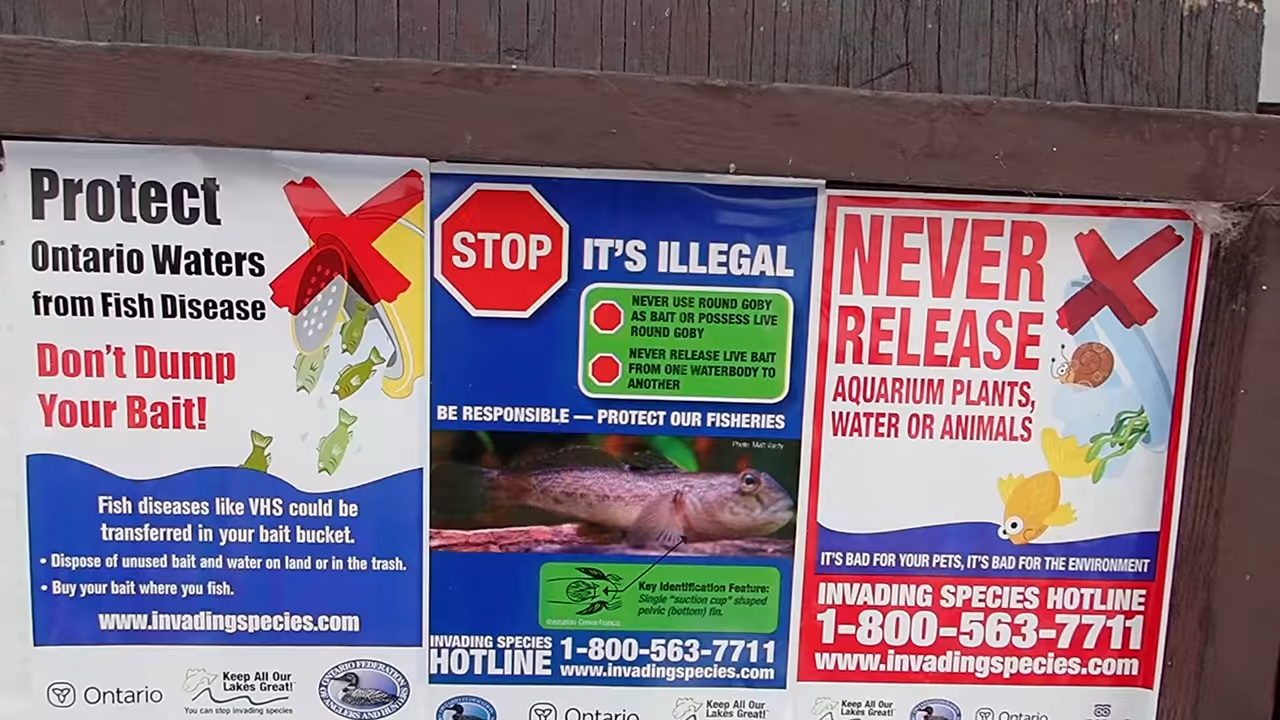 Protect
Ontario Waters
from Fish Disease
Don't Dump
Your Bait!
Fish diseases like VHS could be
transferred in your bait bucket.
• Dispose of unused bait and water on land or in the trash.
• Buy your bait where you fish.
www.invadingspecies.com
Ontario
Keep All Our
Lakes Great!
You can stop invading species
ONTARIO FEDERATION
STOP
IT'S ILLEGAL
NEVER USE ROUND GOBY
AS BAIT OR POSSESS LIVE
ROUND GOBY
NEVER RELEASE LIVE BAIT
FROM ONE WATERBODY TO
ANOTHER
BE RESPONSIBLE — PROTECT OUR FISHERIES
Key Identification Feature:
Single "suction cup" shaped
pelvic (bottom) fin.
INVADING SPECIES
HOTLINE
1-800-563-7711
www.invadingspecies.com
Ontario
Keep All Our
Lakes Great!
NEVER
RELEASE
AQUARIUM PLANTS,
WATER OR ANIMALS
IT'S BAD FOR YOUR PETS, IT'S BAD FOR THE ENVIRONMENT
INVADING SPECIES HOTLINE
1-800-563-7711
www.invadingspecies.com
Keep All Our
Lakes Great!
Ontario